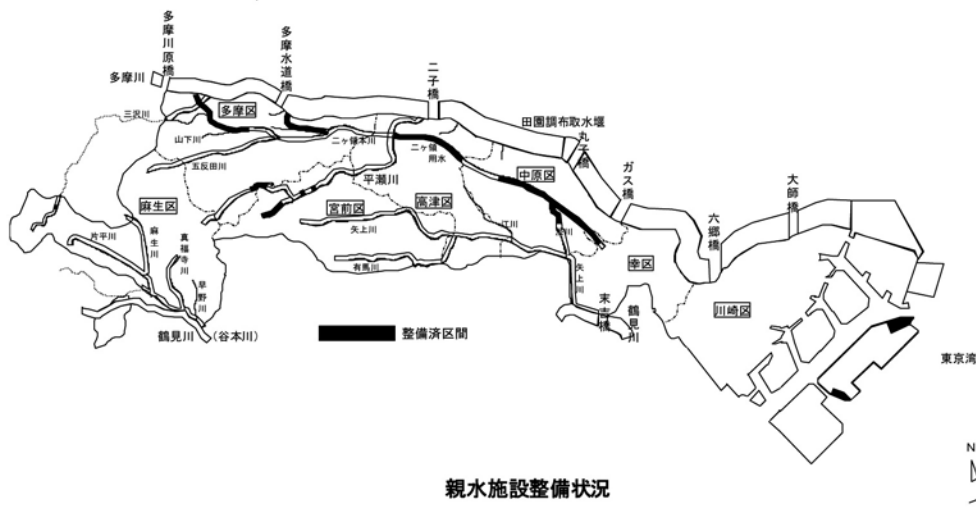 多摩川原橋
多摩水道橋
二子橋
多摩川
三沢川
多摩区
山下川
五反田川
二ヶ領本川
二ヶ領
用水
田園調布取水堰
丸子橋
ガス橋
大師橋
六郷橋
中原区
平瀬川
麻生区
宮前区
高津区
片平川
麻生川
真福寺川
早野川
矢上川
江川
有馬川
矢上川
幸区
末吉橋
鶴見川
川崎区
鶴見川
(谷本川)
整備済区間
東京湾
N
親水施設整備状況